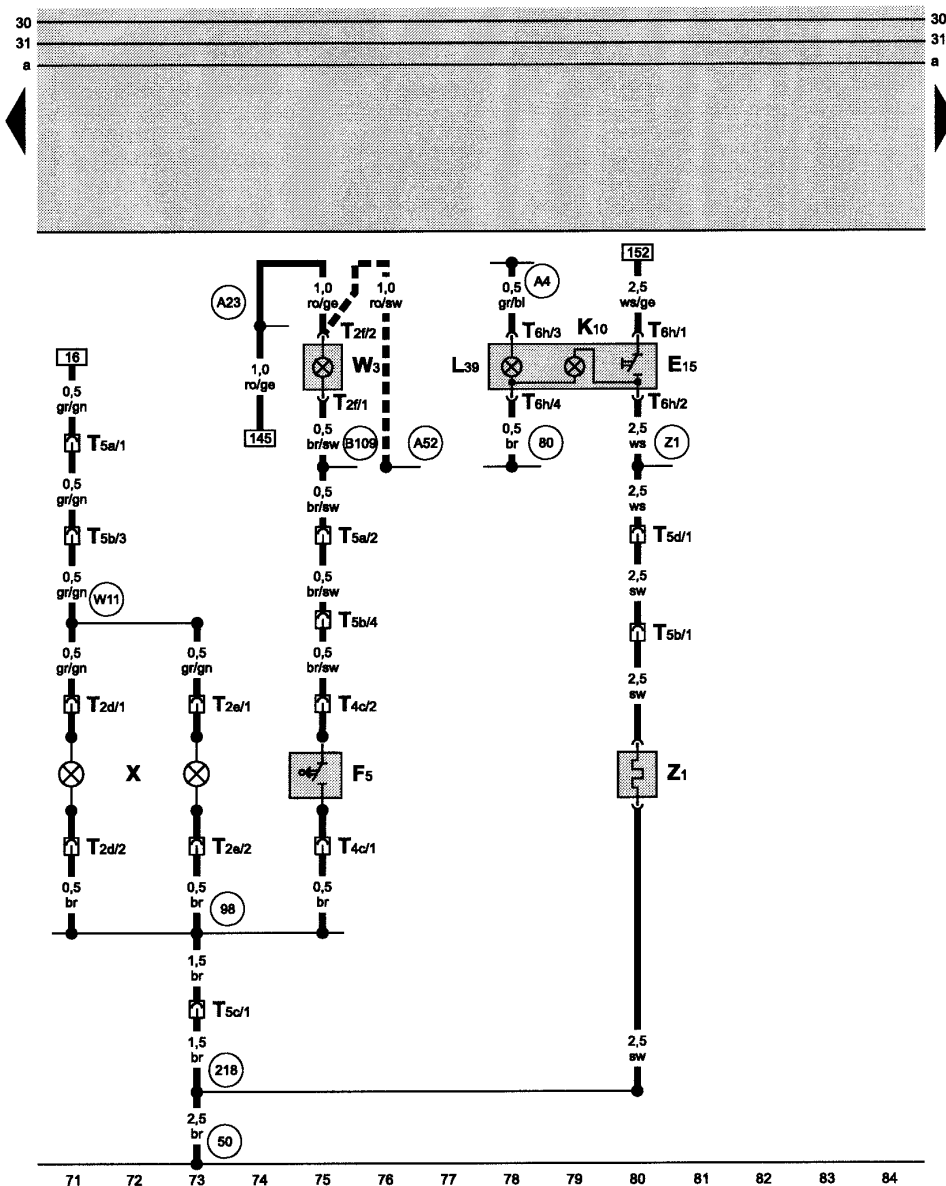 30 30
31 31
a a
152
A4
0,5 gr/bl
2,5 ws/ge
1,0 ro/ge
1,0 ro/sw
A23
K10
T2f/2
T6h/3
T6h/1
16
1,0 ro/ge
W3
L39
E15
0,5 gr/gn
T2f/1
T6h/4
T6h/2
145
0,5 br/sw
B109
A52
0,5 br
80
2,5 ws
Z1
T5a/1
0,5 gr/gn
0,5 br/sw
2,5 ws
T5b/3
T5a/2
T5d/1
0,5 gr/gn
W11
0,5 br/sw
2,5 sw
T5b/4
T5b/1
0,5 gr/gn
0,5 gr/gn
0,5 br/sw
2,5 sw
T2d/1
T2e/1
T4c/2
X
F5
Z1
T2d/2
T2e/2
T4c/1
0,5 br
0,5 br
98
0,5 br
1,5 br
T5c/1
1,5 br
2,5 sw
218
2,5 br
50
71 72 73 74 75 76 77 78 79 80 81 82 83 84